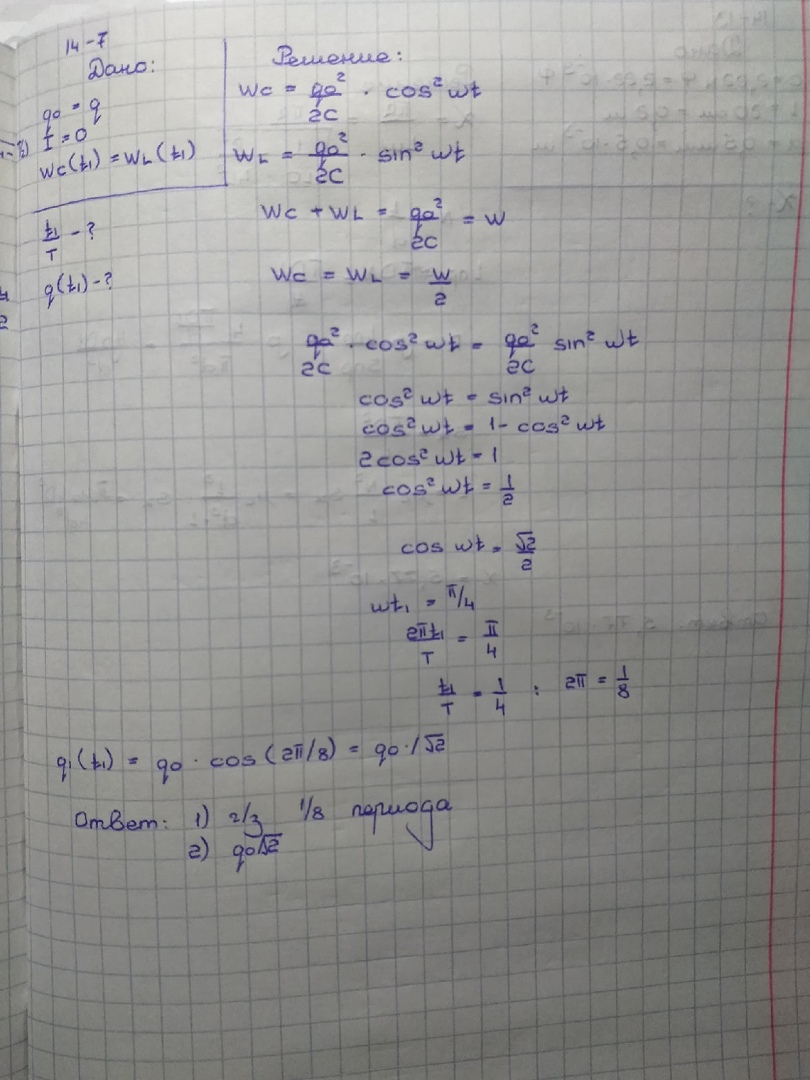 14-7
Дано:
q₀ = q
t = 0
Wc(t₁) = WL(t₁)
t₁/T - ?
q(t₁) - ?
Решение:
Wc = q₀²/2C · cos² ωt
WL = q₀²/2C · sin² ωt
Wc + WL = q₀²/2C = W
Wc = WL = W/2
q₀²/2C · cos² ωt = q₀²/2C sin² ωt
cos² ωt = sin² ωt
cos² ωt = 1 - cos² ωt
2cos² ωt = 1
cos² ωt = 1/2
cos ωt = √2/2
ωt₁ = π/4
2πt₁/T = π/4
t₁/T = 1/4 : 2π = 1/8
q₁(t₁) = q₀ · cos(2π/8) = q₀·/√2
Ответ: 1) 2/3 1/8 периода
2) q₀/√2